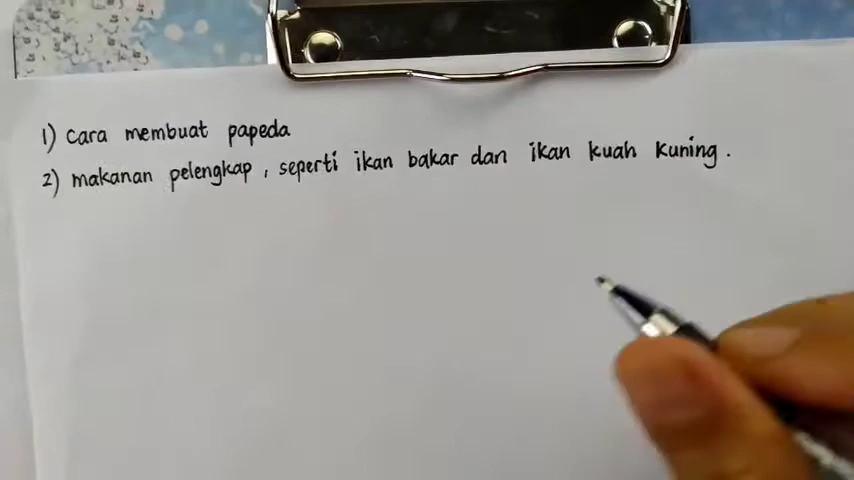 1) Cara membuat papeda
2) makanan pelengkap, seperti ikan bakar dan ikan kuah kuning.